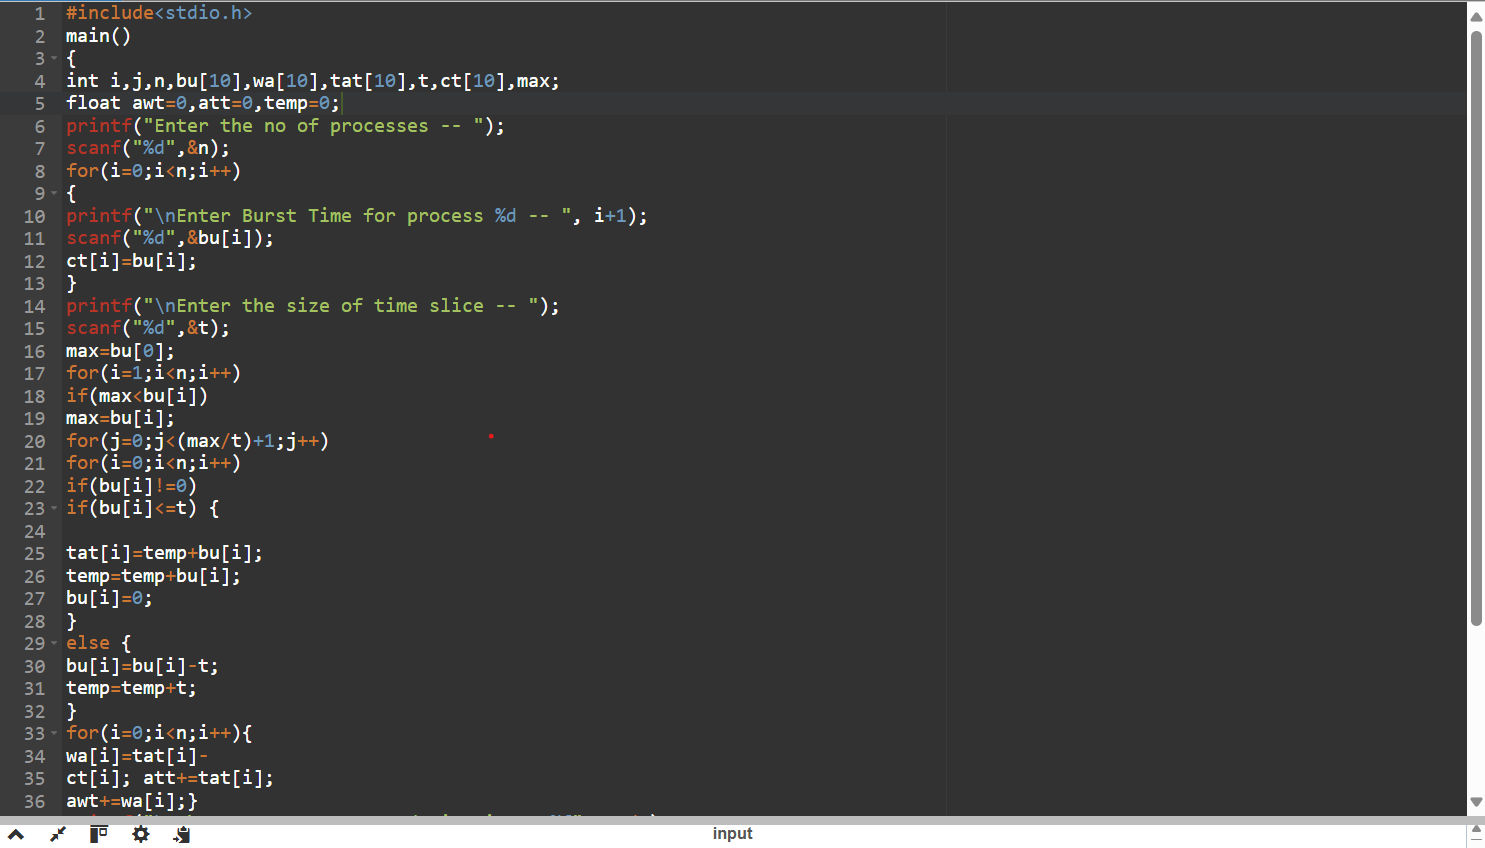 1 #include<stdio.h>
2 main()
3 {
4 int i,j,n,bu[10],wa[10],tat[10],t,ct[10],max;
5 float awt=0,att=0,temp=0;
6 printf("Enter the no of processes -- ");
7 scanf("%d",&n);
8 for(i=0;i<n;i++)
9 {
10 printf("\nEnter Burst Time for process %d -- ", i+1);
11 scanf("%d",&bu[i]);
12 ct[i]=bu[i];
13 }
14 printf("\nEnter the size of time slice -- ");
15 scanf("%d",&t);
16 max=bu[0];
17 for(i=1;i<n;i++)
18 if(max<bu[i])
19 max=bu[i];
20 for(j=0;j<(max/t)+1;j++)
21 for(i=0;i<n;i++)
22 if(bu[i]!=0)
23 if(bu[i]<=t) {
24
25 tat[i]=temp+bu[i];
26 temp=temp+bu[i];
27 bu[i]=0;
28 }
29 else {
30 bu[i]=bu[i]-t;
31 temp=temp+t;
32 }
33 for(i=0;i<n;i++){
34 wa[i]=tat[i]-
35 ct[i]; att+=tat[i];
36 awt+=wa[i];}
input